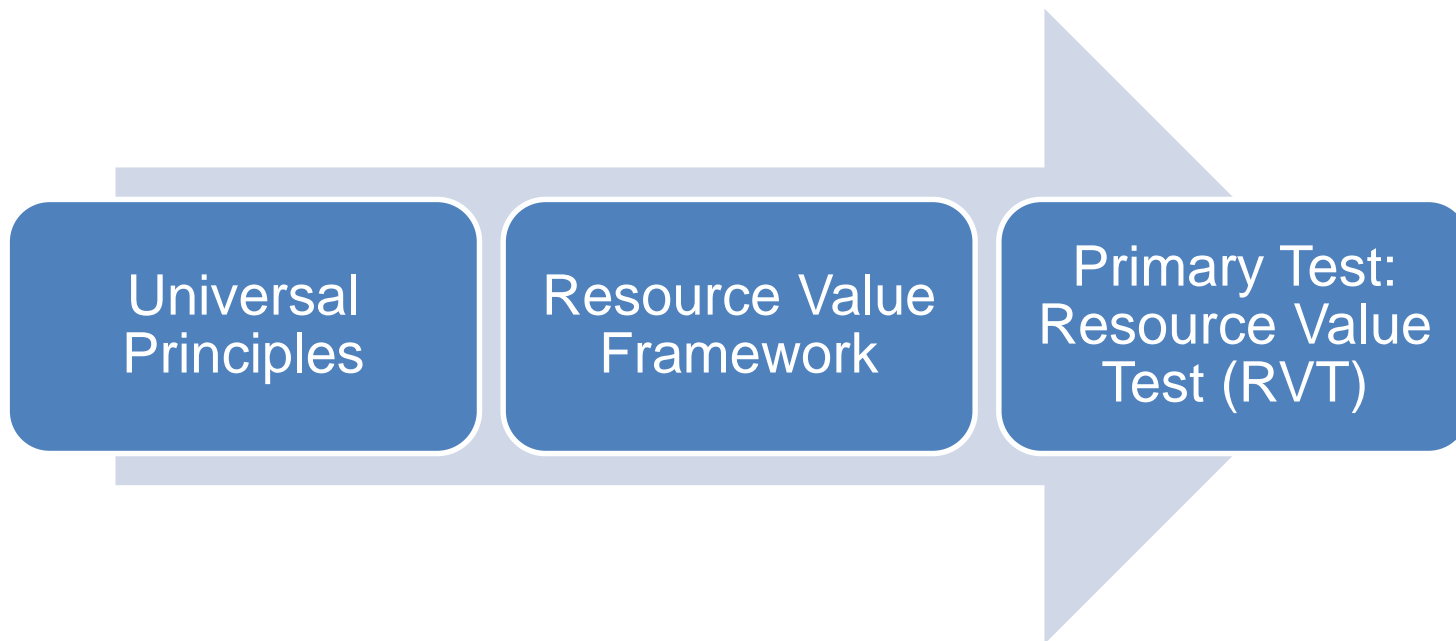 Universal
Principles
Resource Value
Framework
Primary Test:
Resource Value
Test (RVT)